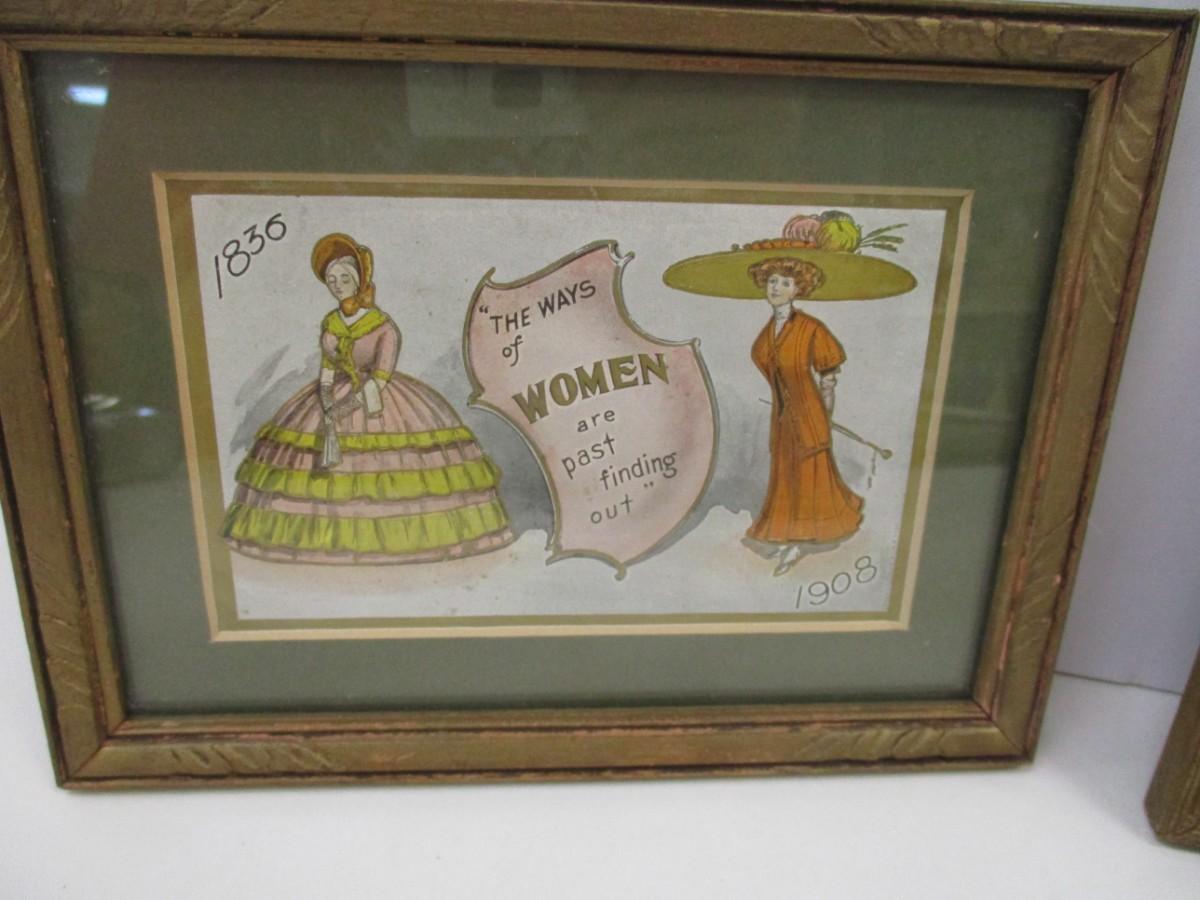 1836
"THE WAYS
of
WOMEN
are
past
finding
out"
1908